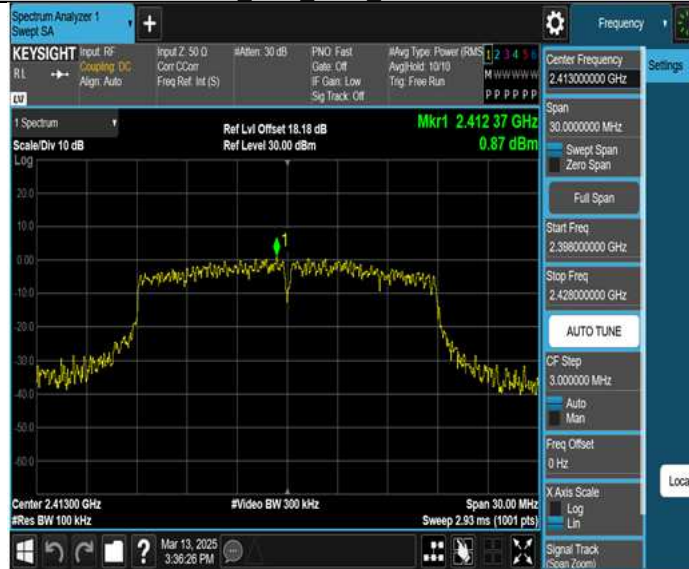 Spectrum Analyzer 1
Swept SA
Frequency
KEYSIGHT
RL
Input: RF
Coupling: DC
Align: Auto
Input Z: 50 Ω
Corr CCorr
Freq Ref: Int (S)
#Atten: 30 dB
PNO: Fast
Gate: Off
IF Gain: Low
Sig Track: Off
#Avg Type: Power (RMS
Avg|Hold: 10/10
Trig: Free Run
1 2 3 4 5 6
M W W W W W
P P P P P P
LV
1 Spectrum
Scale/Div 10 dB
Ref Lvl Offset 18.18 dB
Ref Level 30.00 dBm
Mkr1 2.412 37 GHz
0.87 dBm
Log
20.0
10.0
0.00
-10.0
-20.0
-30.0
-40.0
-50.0
-60.0
1
Center 2.41300 GHz
#Res BW 100 kHz
#Video BW 300 kHz
Span 30.00 MHz
Sweep 2.93 ms (1001 pts)
Center Frequency
2.413000000 GHz
Settings
Span
30.0000000 MHz
Swept Span
Zero Span
Full Span
Start Freq
2.398000000 GHz
Stop Freq
2.428000000 GHz
AUTO TUNE
CF Step
3.000000 MHz
Auto
Man
Freq Offset
0 Hz
X Axis Scale
Log
Lin
Loca
Signal Track
(Span Zoom)
?
Mar 13, 2025
3:36:26 PM